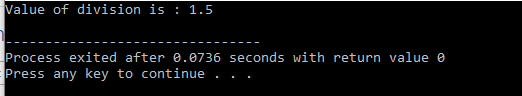 Value of division is : 1.5
--------------------------------
Process exited after 0.0736 seconds with return value 0
Press any key to continue . . .